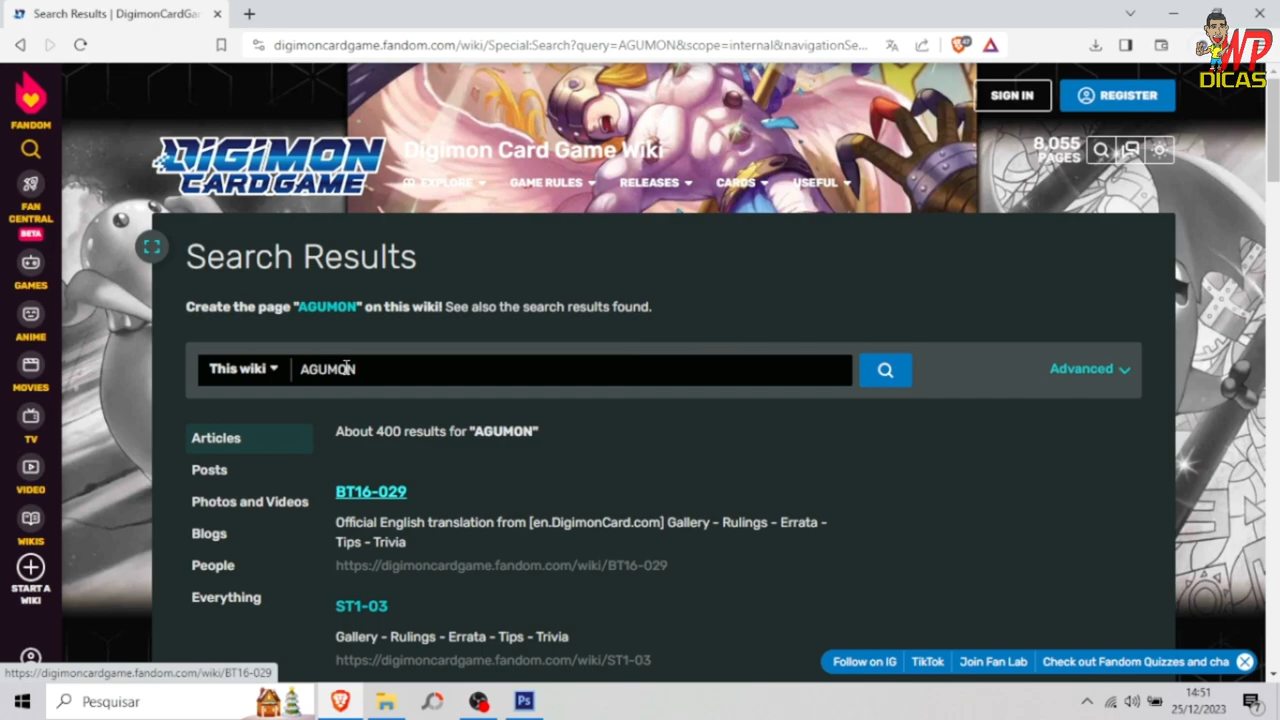 Search Results | DigimonCardGa
digimoncardgame.fandom.com/wiki/Special:Search?query=AGUMON&scope=internal&navigationSe...
WP
DICAS
FANDOM
FAN
CENTRAL
BETA
GAMES
ANIME
MOVIES
TV
VIDEO
WIKIS
START A
WIKI
SIGN IN
REGISTER
DIGIMON
CARD GAME
Digimon Card Game Wiki
8,055
PAGES
EXPLORE
GAME RULES
RELEASES
CARDS
USEFUL
Search Results
Create the page "AGUMON" on this wiki! See also the search results found.
This wiki
AGUMON
Advanced
Articles
Posts
Photos and Videos
Blogs
People
Everything
About 400 results for "AGUMON"
BT16-029
Official English translation from [en.DigimonCard.com] Gallery - Rulings - Errata -
Tips - Trivia
https://digimoncardgame.fandom.com/wiki/BT16-029
ST1-03
Gallery - Rulings - Errata - Tips - Trivia
https://digimoncardgame.fandom.com/wiki/ST1-03
Follow on IG
TikTok
Join Fan Lab
Check out Fandom Quizzes and cha
https://digimoncardgame.fandom.com/wiki/BT16-029
Pesquisar
Ps
14:51
25/12/2023
7